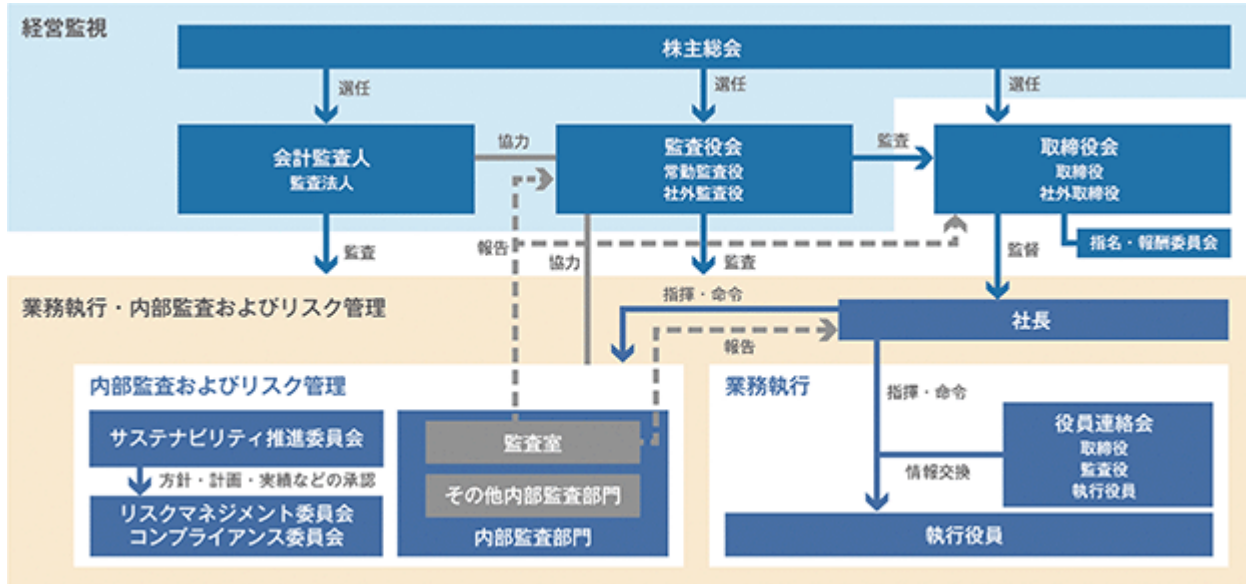 経営監視
株主総会
選任
選任
選任
会計監査人
監査法人
協力
監査役会
常勤監査役
社外監査役
監査
取締役会
取締役
社外取締役
指名・報酬委員会
監査
報告
協力
監査
監督
業務執行・内部監査およびリスク管理
指揮・命令
社長
報告
内部監査およびリスク管理
サステナビリティ推進委員会
方針・計画・実績などの承認
リスクマネジメント委員会
コンプライアンス委員会
監査室
その他内部監査部門
内部監査部門
業務執行
指揮・命令
役員連絡会
取締役
監査役
執行役員
情報交換
執行役員